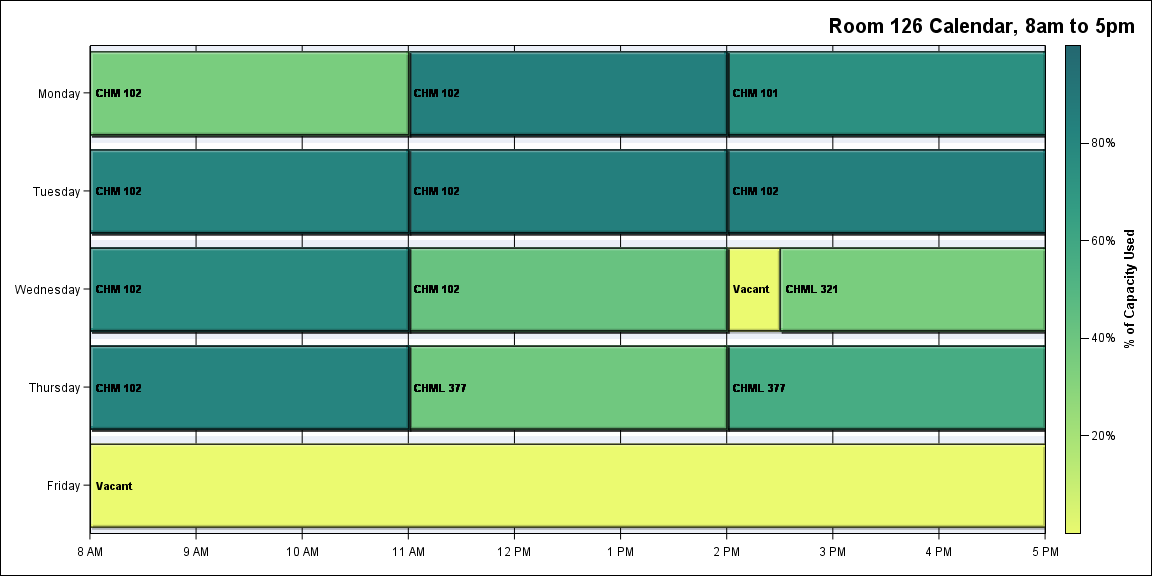 Room 126 Calendar, 8am to 5pm
Monday
CHM 102
CHM 102
CHM 101
Tuesday
CHM 102
CHM 102
CHM 102
Wednesday
CHM 102
CHM 102
Vacant
CHML 321
Thursday
CHM 102
CHML 377
CHML 377
Friday
Vacant
8 AM
9 AM
10 AM
11 AM
12 PM
1 PM
2 PM
3 PM
4 PM
5 PM
80%
60%
40%
20%
% of Capacity Used